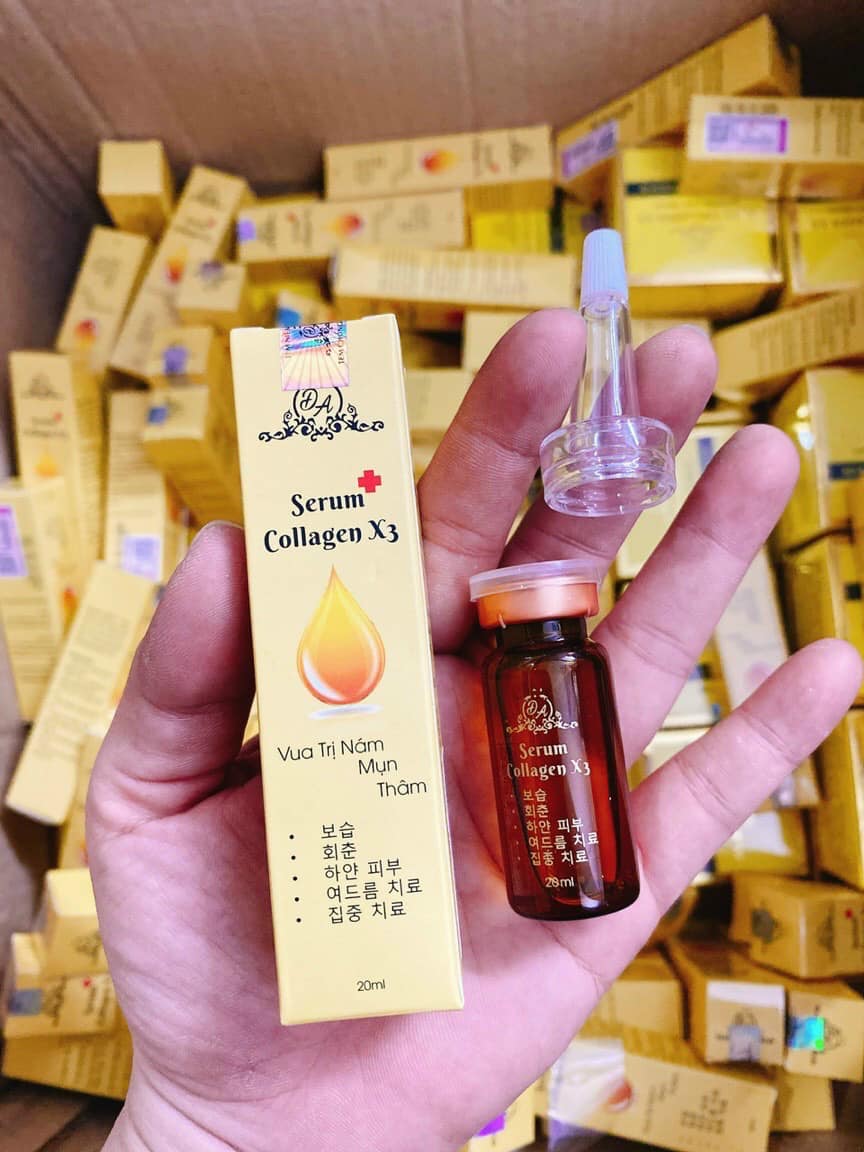 ĐA
Serum
Collagen X3
Vua Trị Nám
Mụn
Thâm
• 보습
• 회춘
• 하얀 피부
• 여드름 치료
• 집중 치료
20ml
ĐA
Serum
Collagen X3
• 보습
• 회춘
• 하얀 피부
• 여드름 치료
• 집중 치료
20ml